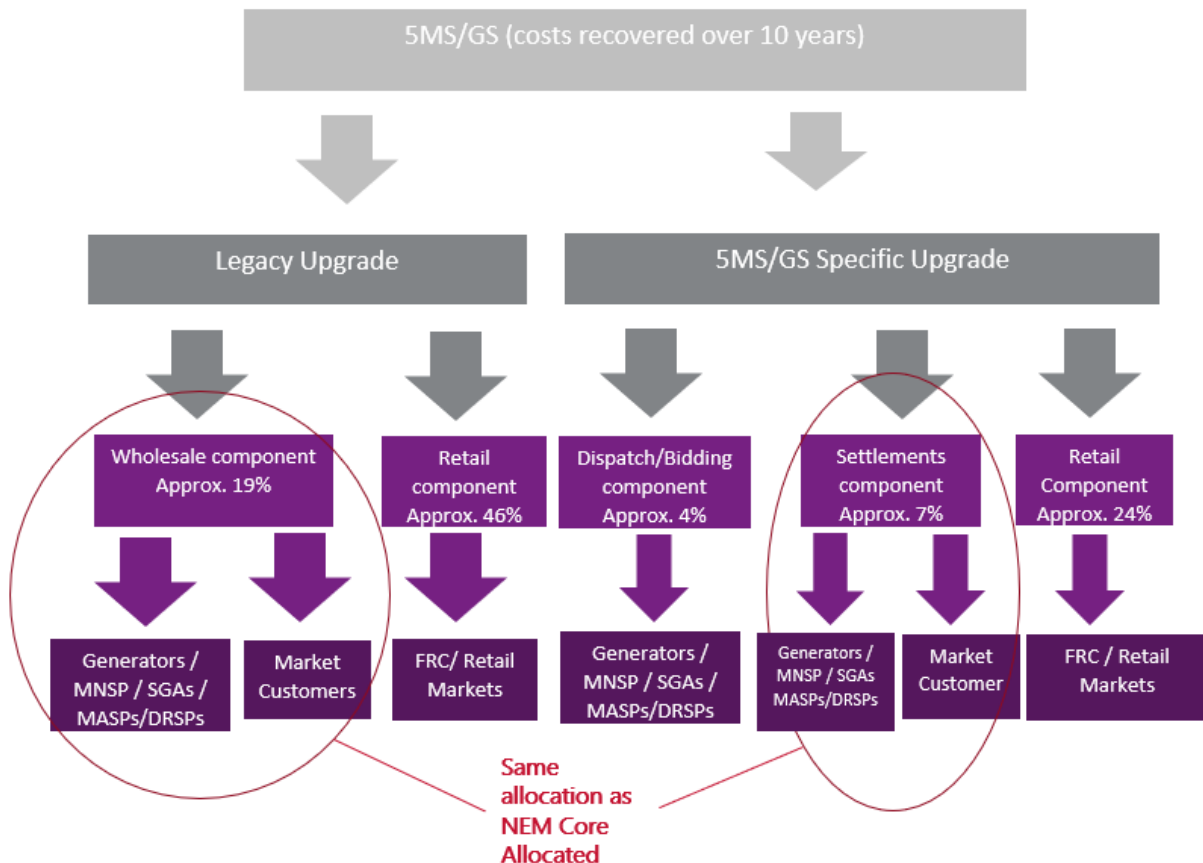 5MS/GS (costs recovered over 10 years)
Legacy Upgrade
5MS/GS Specific Upgrade
Wholesale component
Approx. 19%
Retail
component
Approx. 46%
Dispatch/Bidding
component
Approx. 4%
Settlements
component
Approx. 7%
Retail
Component
Approx. 24%
Generators /
MNSP / SGAs /
MASPs/DRSPs
Market
Customers
FRC/ Retail
Markets
Generators /
MNSP / SGAs /
MASPs/DRSPs
Generators /
MNSP / SGAs
MASPs/DRSPs
Market
Customer
FRC / Retail
Markets
Same
allocation as
NEM Core
Allocated